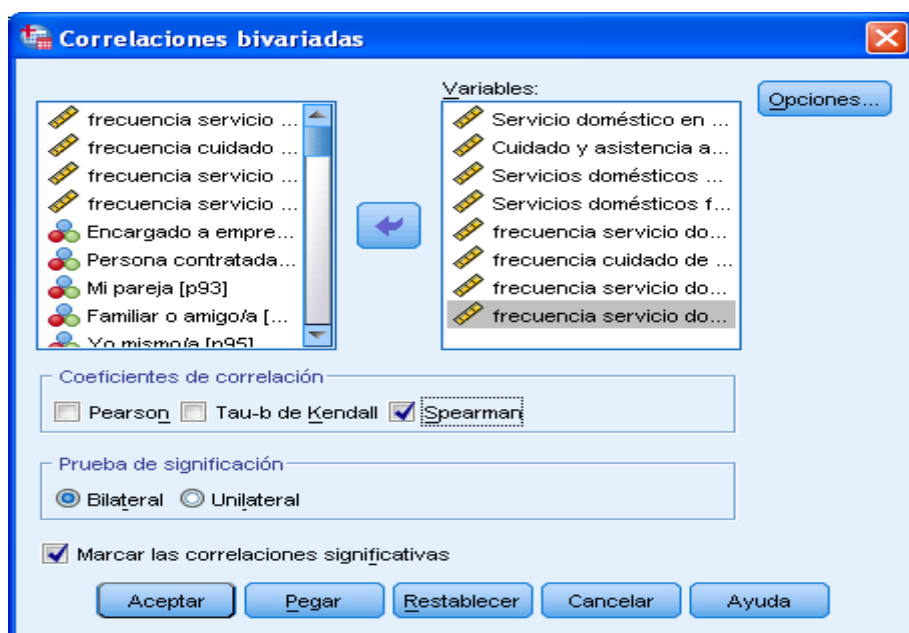 Correlaciones bivariadas
Variables:
Opciones...
frecuencia servicio ...
frecuencia cuidado ...
frecuencia servicio ...
frecuencia servicio ...
Encargado a empre...
Persona contratada...
Mi pareja [p93]
Familiar o amigo/a [...
Yo mismo/a [p95]
Servicio doméstico en ...
Cuidado y asistencia a...
Servicios domésticos ...
Servicios domésticos f...
frecuencia servicio do...
frecuencia cuidado de ...
frecuencia servicio do...
frecuencia servicio do...
Coeficientes de correlación
Pearson Tau-b de Kendall Spearman
Prueba de significación
Bilateral Unilateral
Marcar las correlaciones significativas
Aceptar Pegar Restablecer Cancelar Ayuda